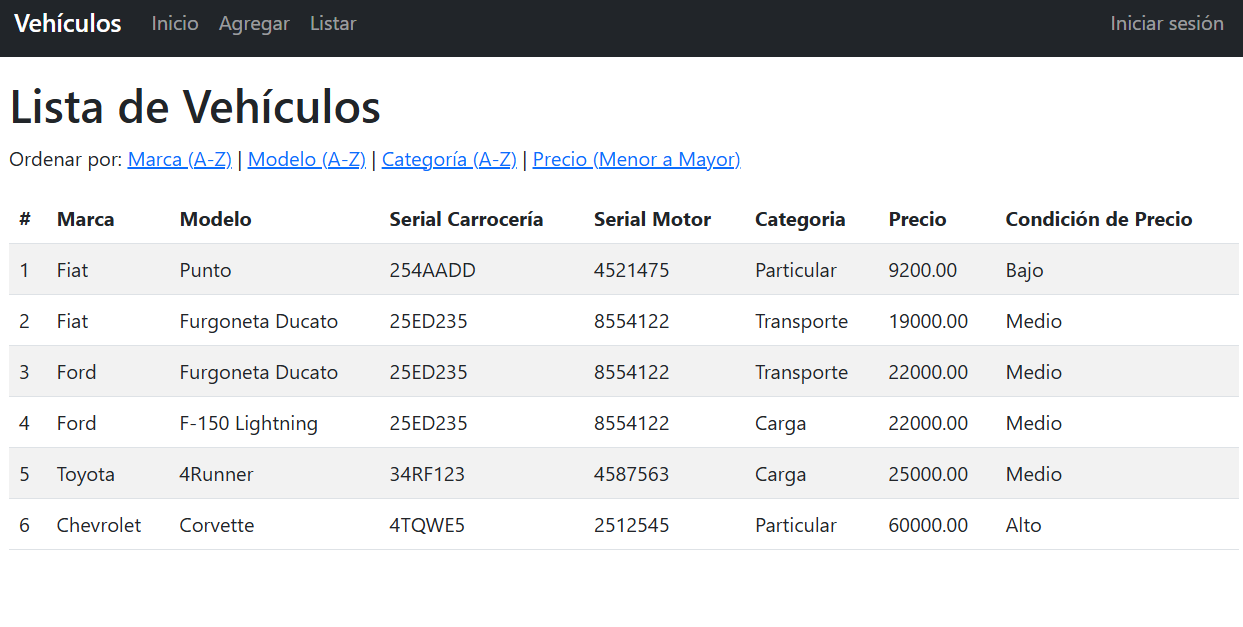 Vehículos Inicio Agregar Listar Iniciar sesión
Lista de Vehículos
Ordenar por: Marca (A-Z) | Modelo (A-Z) | Categoría (A-Z) | Precio (Menor a Mayor)
# Marca Modelo Serial Carrocería Serial Motor Categoria Precio Condición de Precio
1 Fiat Punto 254AADD 4521475 Particular 9200.00 Bajo
2 Fiat Furgoneta Ducato 25ED235 8554122 Transporte 19000.00 Medio
3 Ford Furgoneta Ducato 25ED235 8554122 Transporte 22000.00 Medio
4 Ford F-150 Lightning 25ED235 8554122 Carga 22000.00 Medio
5 Toyota 4Runner 34RF123 4587563 Carga 25000.00 Medio
6 Chevrolet Corvette 4TQWE5 2512545 Particular 60000.00 Alto